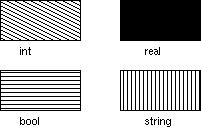 int
real
bool
string